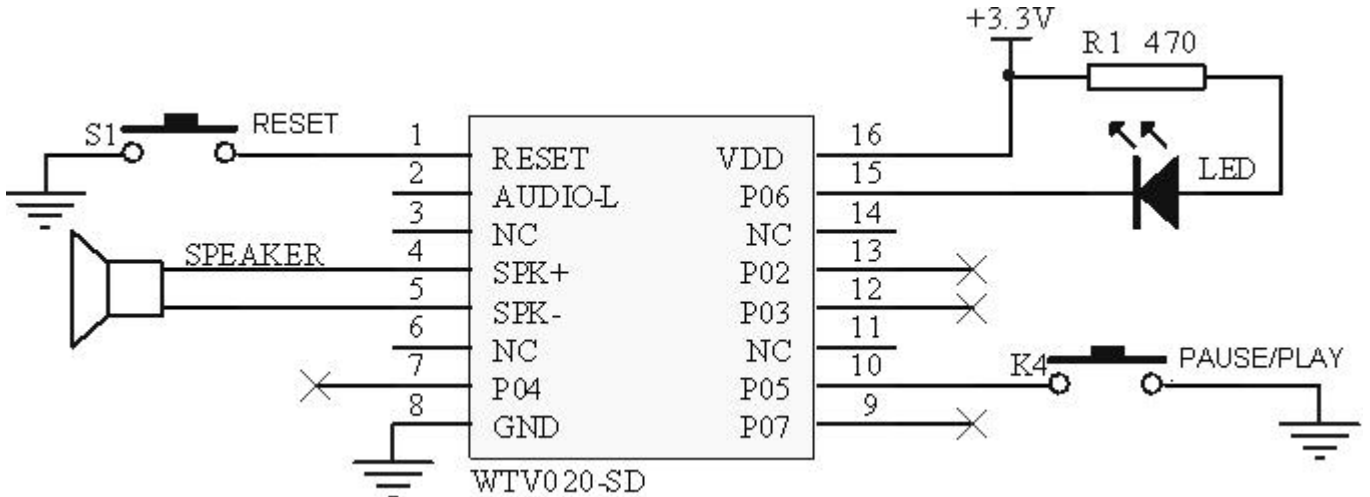 +3.3V
R1 470
S1 RESET
LED
SPEAKER
1 RESET VDD 16
2 AUDIO-L P06 15
3 NC NC 14
4 SPK+ P02 13
5 SPK- P03 12
6 NC NC 11
7 P04 P05 10
8 GND P07 9
K4 PAUSE/PLAY
WTV020-SD